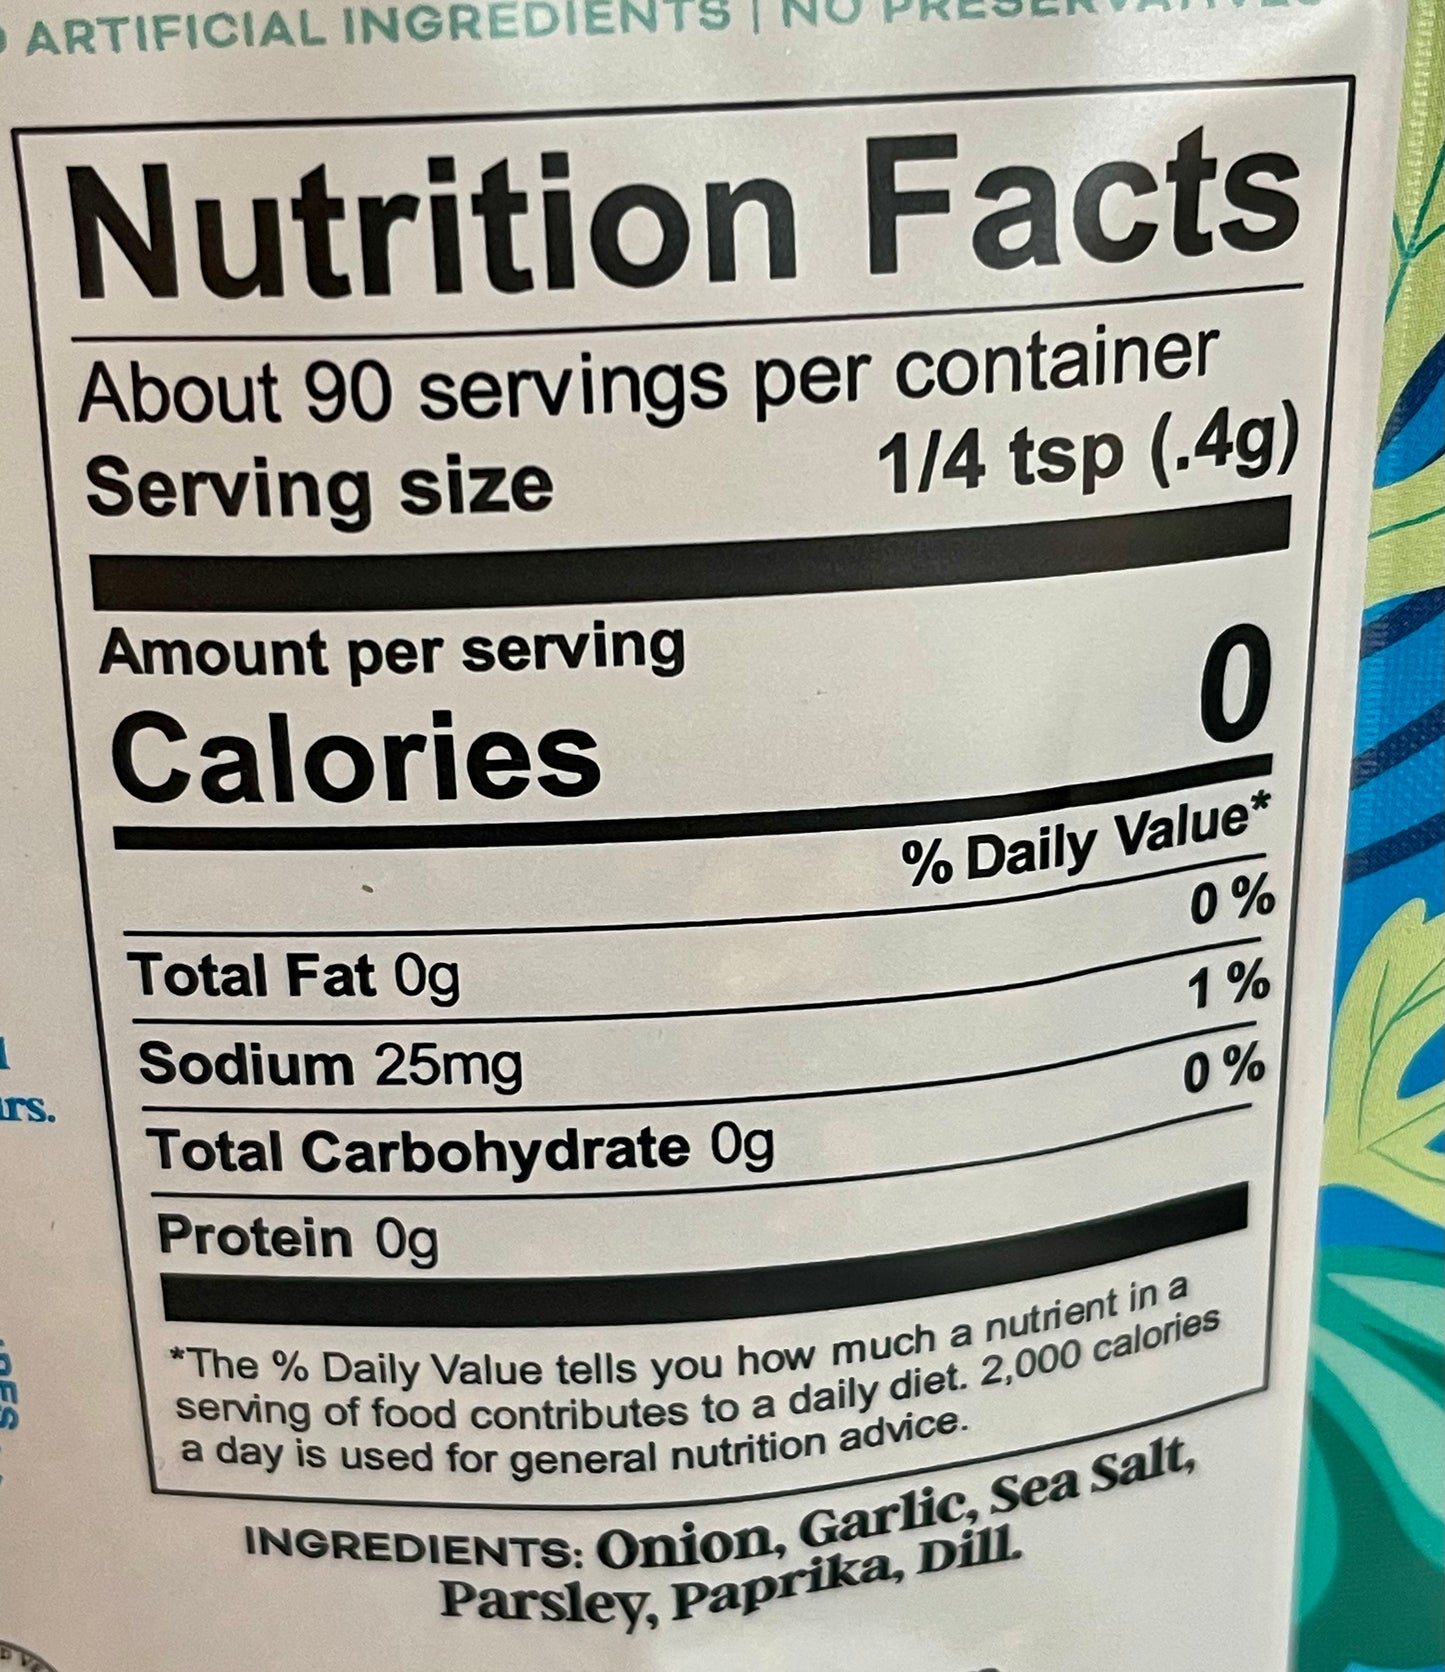 ARTIFICIAL INGREDIENTS | NO PRESERVATIVES
Nutrition Facts
About 90 servings per container
Serving size 1/4 tsp (.4g)
Amount per serving
Calories 0
% Daily Value*
Total Fat 0g 0 %
Sodium 25mg 1 %
Total Carbohydrate 0g 0 %
Protein 0g
*The % Daily Value tells you how much a nutrient in a
serving of food contributes to a daily diet. 2,000 calories
a day is used for general nutrition advice.
INGREDIENTS: Onion, Garlic, Sea Salt,
Parsley, Paprika, Dill.